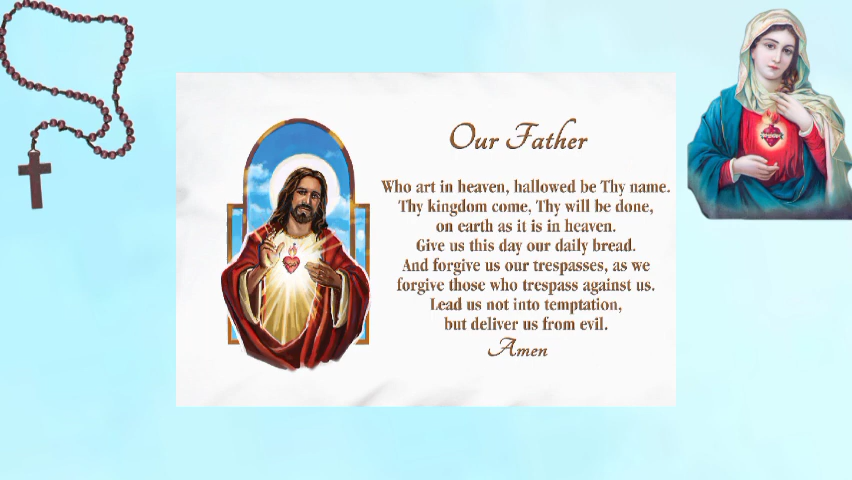 Our Father
Who art in heaven, hallowed be Thy name.
Thy kingdom come, Thy will be done,
on earth as it is in heaven.
Give us this day our daily bread.
And forgive us our trespasses, as we
forgive those who trespass against us.
Lead us not into temptation,
but deliver us from evil.
Amen